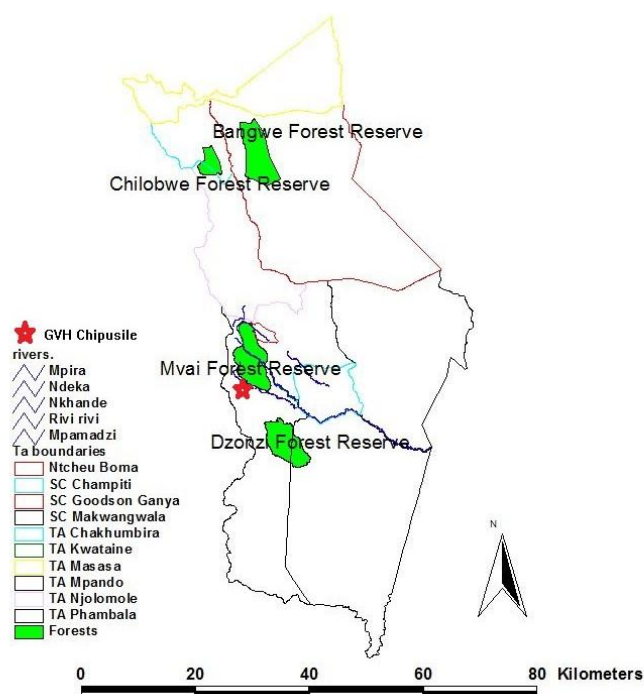 Bangwe Forest Reserve
Chilobwe Forest Reserve
GVH Chipusile
rivers.
Mpira
Ndeka
Nkhande
Rivi rivi
Mpamadzi
Mvai Forest Reserve
Dzonzi Forest Reserve
Ta boundaries
Ntcheu Boma
SC Champiti
SC Goodson Ganya
SC Makwangwala
TA Chakhumbira
TA Kwataine
TA Masasa
TA Mpando
TA Njolomole
TA Phambala
Forests
N
0 20 40 60 80 Kilometers